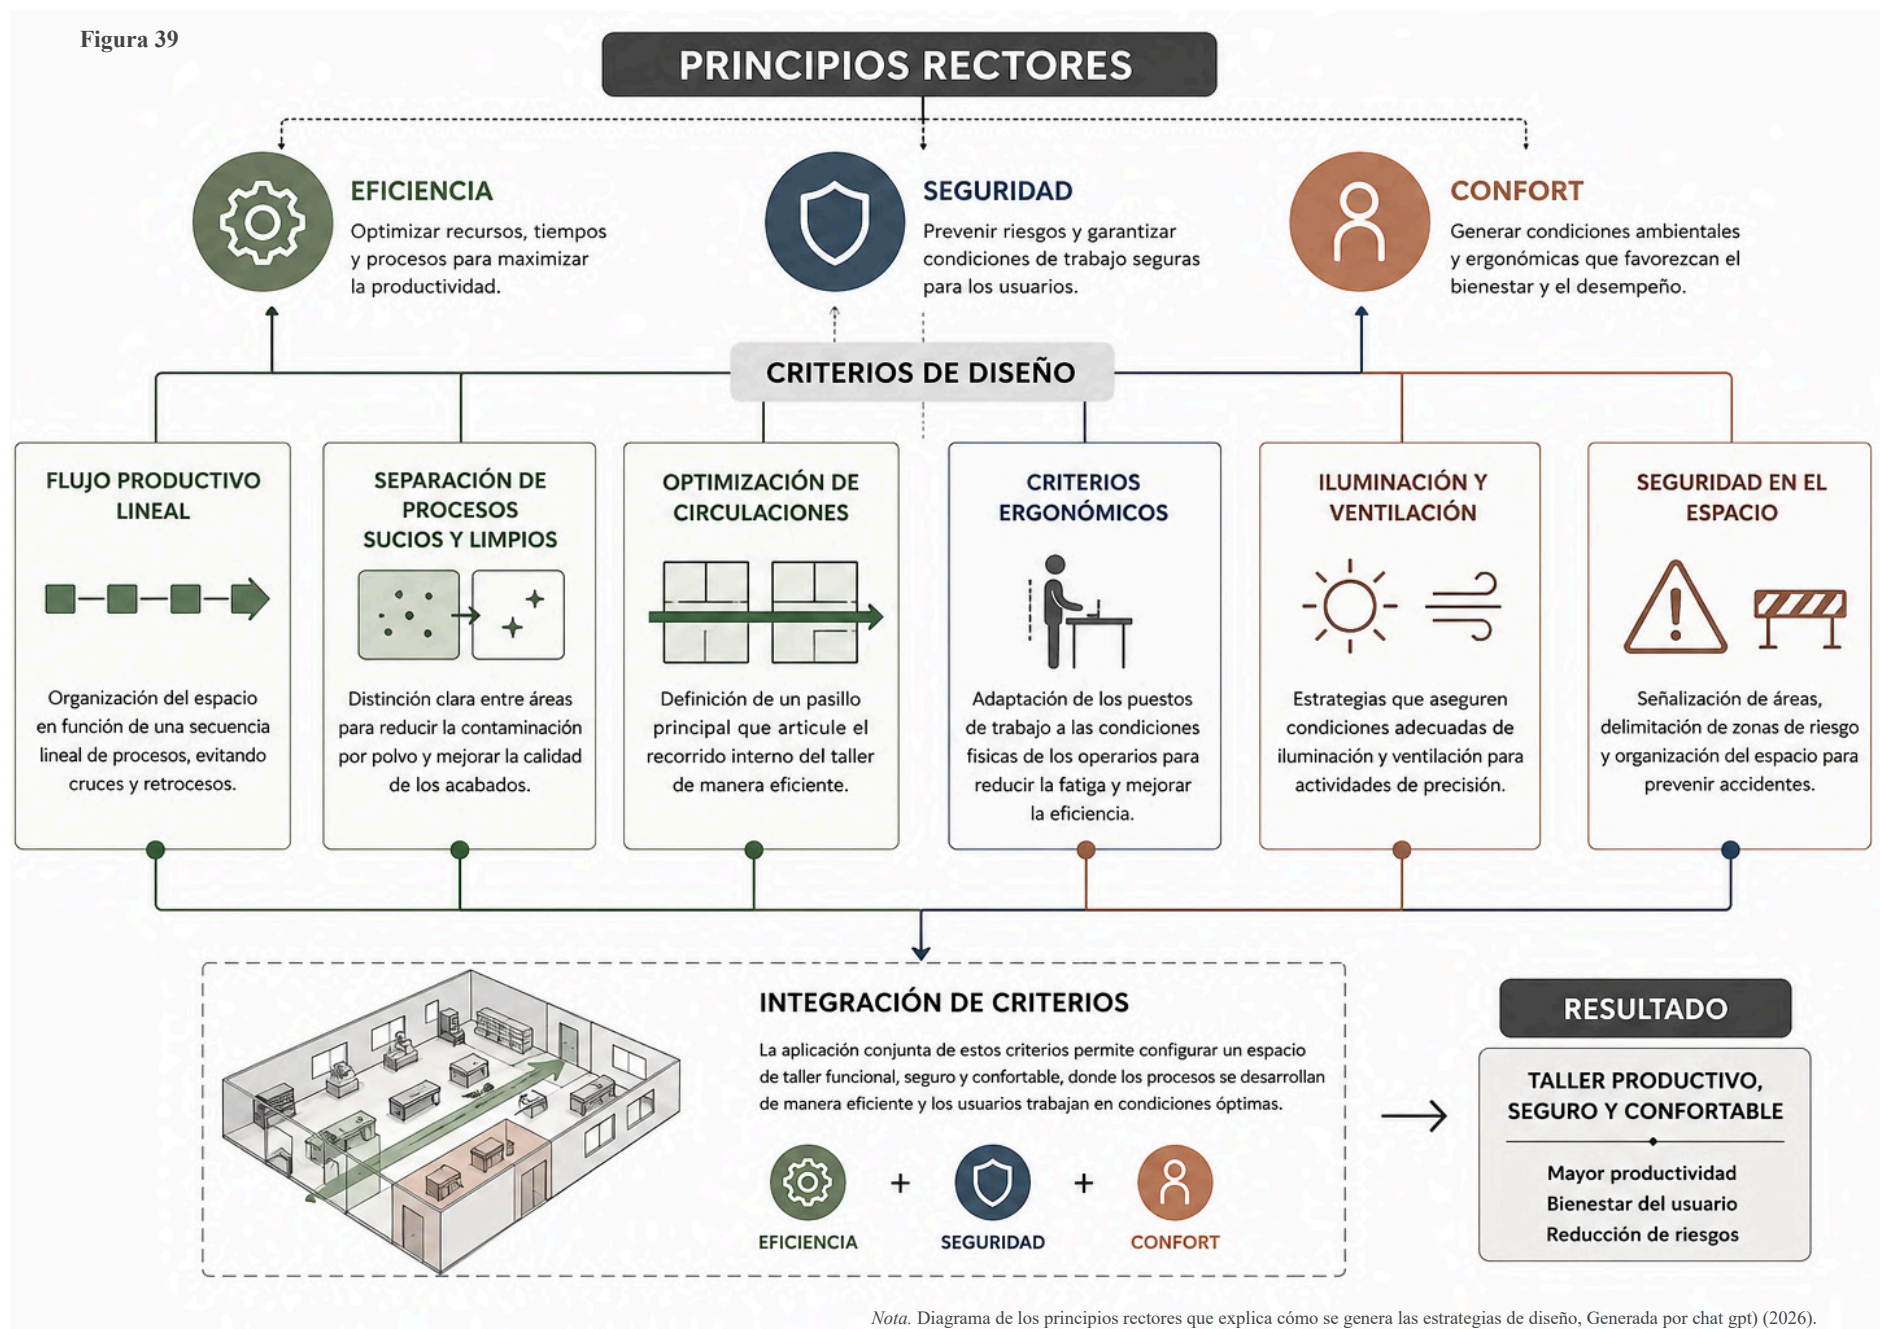 Figura 39
PRINCIPIOS RECTORES
EFICIENCIA
Optimizar recursos, tiempos
y procesos para maximizar
la productividad.
SEGURIDAD
Prevenir riesgos y garantizar
condiciones de trabajo seguras
para los usuarios.
CONFORT
Generar condiciones ambientales
y ergonómicas que favorezcan el
bienestar y el desempeño.
CRITERIOS DE DISEÑO
FLUJO PRODUCTIVO
LINEAL
Organización del espacio
en función de una secuencia
lineal de procesos, evitando
cruces y retrocesos.
SEPARACIÓN DE
PROCESOS
SUCIOS Y LIMPIOS
Distinción clara entre áreas
para reducir la contaminación
por polvo y mejorar la calidad
de los acabados.
OPTIMIZACIÓN DE
CIRCULACIONES
Definición de un pasillo
principal que articule el
recorrido interno del taller
de manera eficiente.
CRITERIOS
ERGONÓMICOS
Adaptación de los puestos
de trabajo a las condiciones
fisicas de los operarios para
reducir la fatiga y mejorar
la eficiencia.
ILUMINACIÓN Y
VENTILACIÓN
Estrategias que aseguren
condiciones adecuadas de
iluminación y ventilación para
actividades de precisión.
SEGURIDAD EN EL
ESPACIO
Señalización de áreas,
delimitación de zonas de riesgo
y organización del espacio para
prevenir accidentes.
INTEGRACIÓN DE CRITERIOS
La aplicación conjunta de estos criterios permite configurar un espacio
de taller funcional, seguro y confortable, donde los procesos se desarrollan
de manera eficiente y los usuarios trabajan en condiciones óptimas.
EFICIENCIA
+
SEGURIDAD
+
CONFORT
RESULTADO
TALLER PRODUCTIVO,
SEGURO Y CONFORTABLE
Mayor productividad
Bienestar del usuario
Reducción de riesgos
Nota. Diagrama de los principios rectores que explica cómo se genera las estrategias de diseño, Generada por chat gpt) (2026).